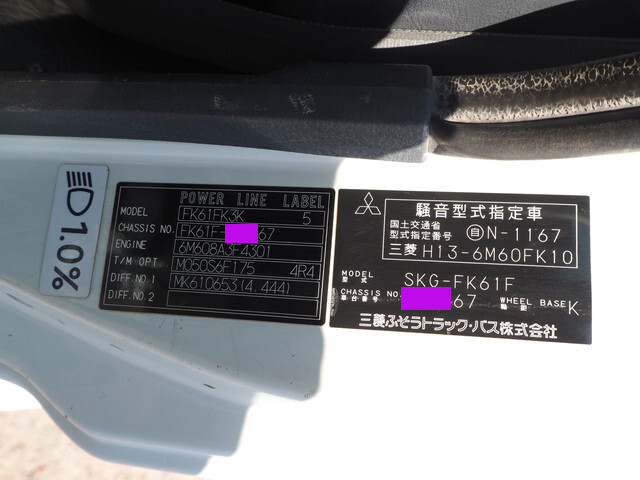 1.0%
POWER LINE LABEL
MODEL FK61FK3K 5
CHASSIS NO. FK61F- 67
ENGINE 6M608A3F4301
T/M OPT M050S6F175 4R4
DIFF.NO.1 MK610653(4.444)
DIFF.NO.2
騒音型式指定車
国土交通省
型式指定番号 自N-1167
三菱 H13-6M60FK10
MODEL
型式 SKG-FK61F
CHASSIS NO. 67 WHEEL BASE K
車台番号 軸距
三菱ふそうトラック・バス株式会社